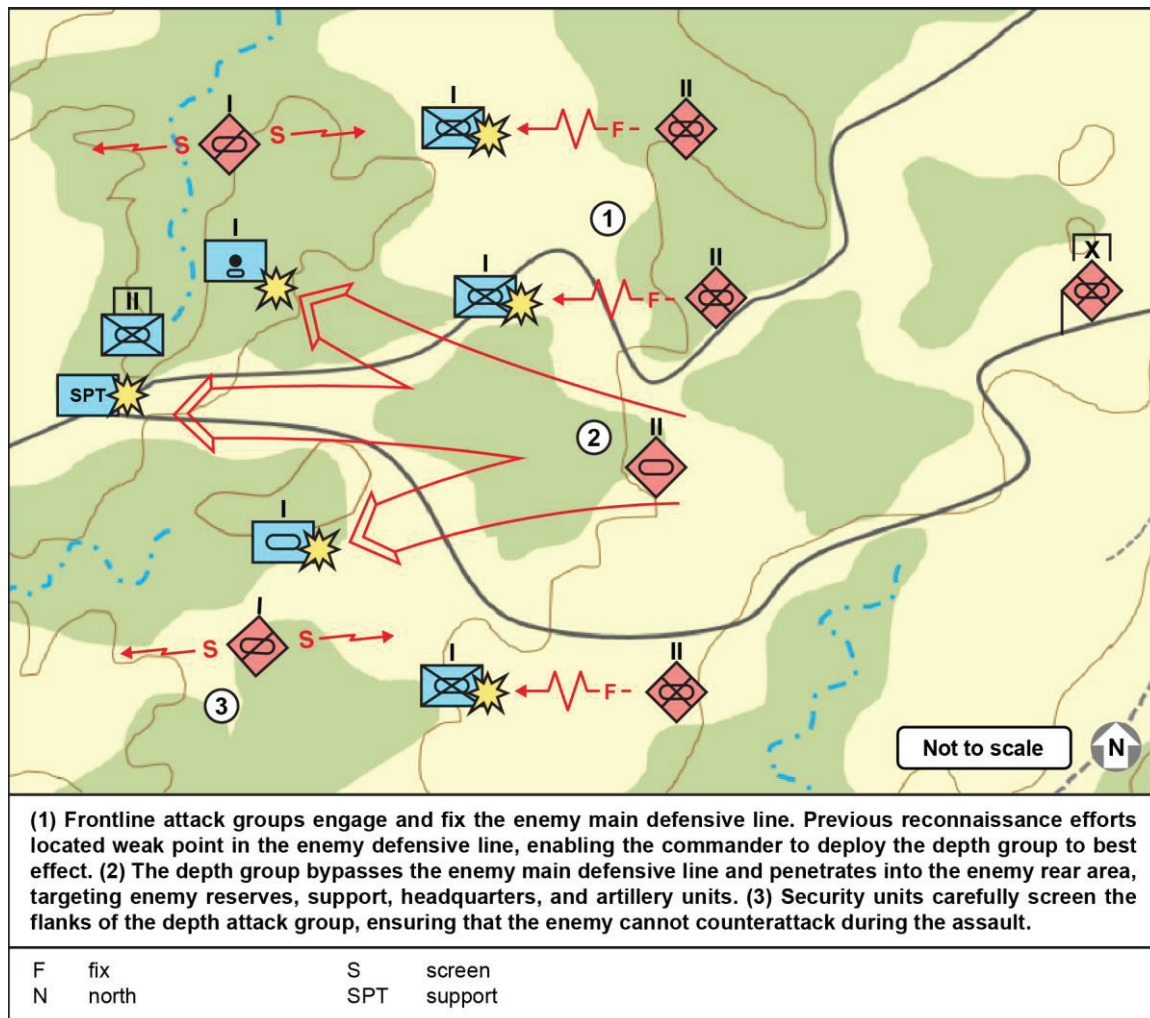 I
I
II
S
S
F
1
I
I
II
X
II
F
II
SPT
2
II
I
I
S
S
I
II
F
3
Not to scale
N
(1) Frontline attack groups engage and fix the enemy main defensive line. Previous reconnaissance efforts
located weak point in the enemy defensive line, enabling the commander to deploy the depth group to best
effect. (2) The depth group bypasses the enemy main defensive line and penetrates into the enemy rear area,
targeting enemy reserves, support, headquarters, and artillery units. (3) Security units carefully screen the
flanks of the depth attack group, ensuring that the enemy cannot counterattack during the assault.
F fix S screen
N north SPT support